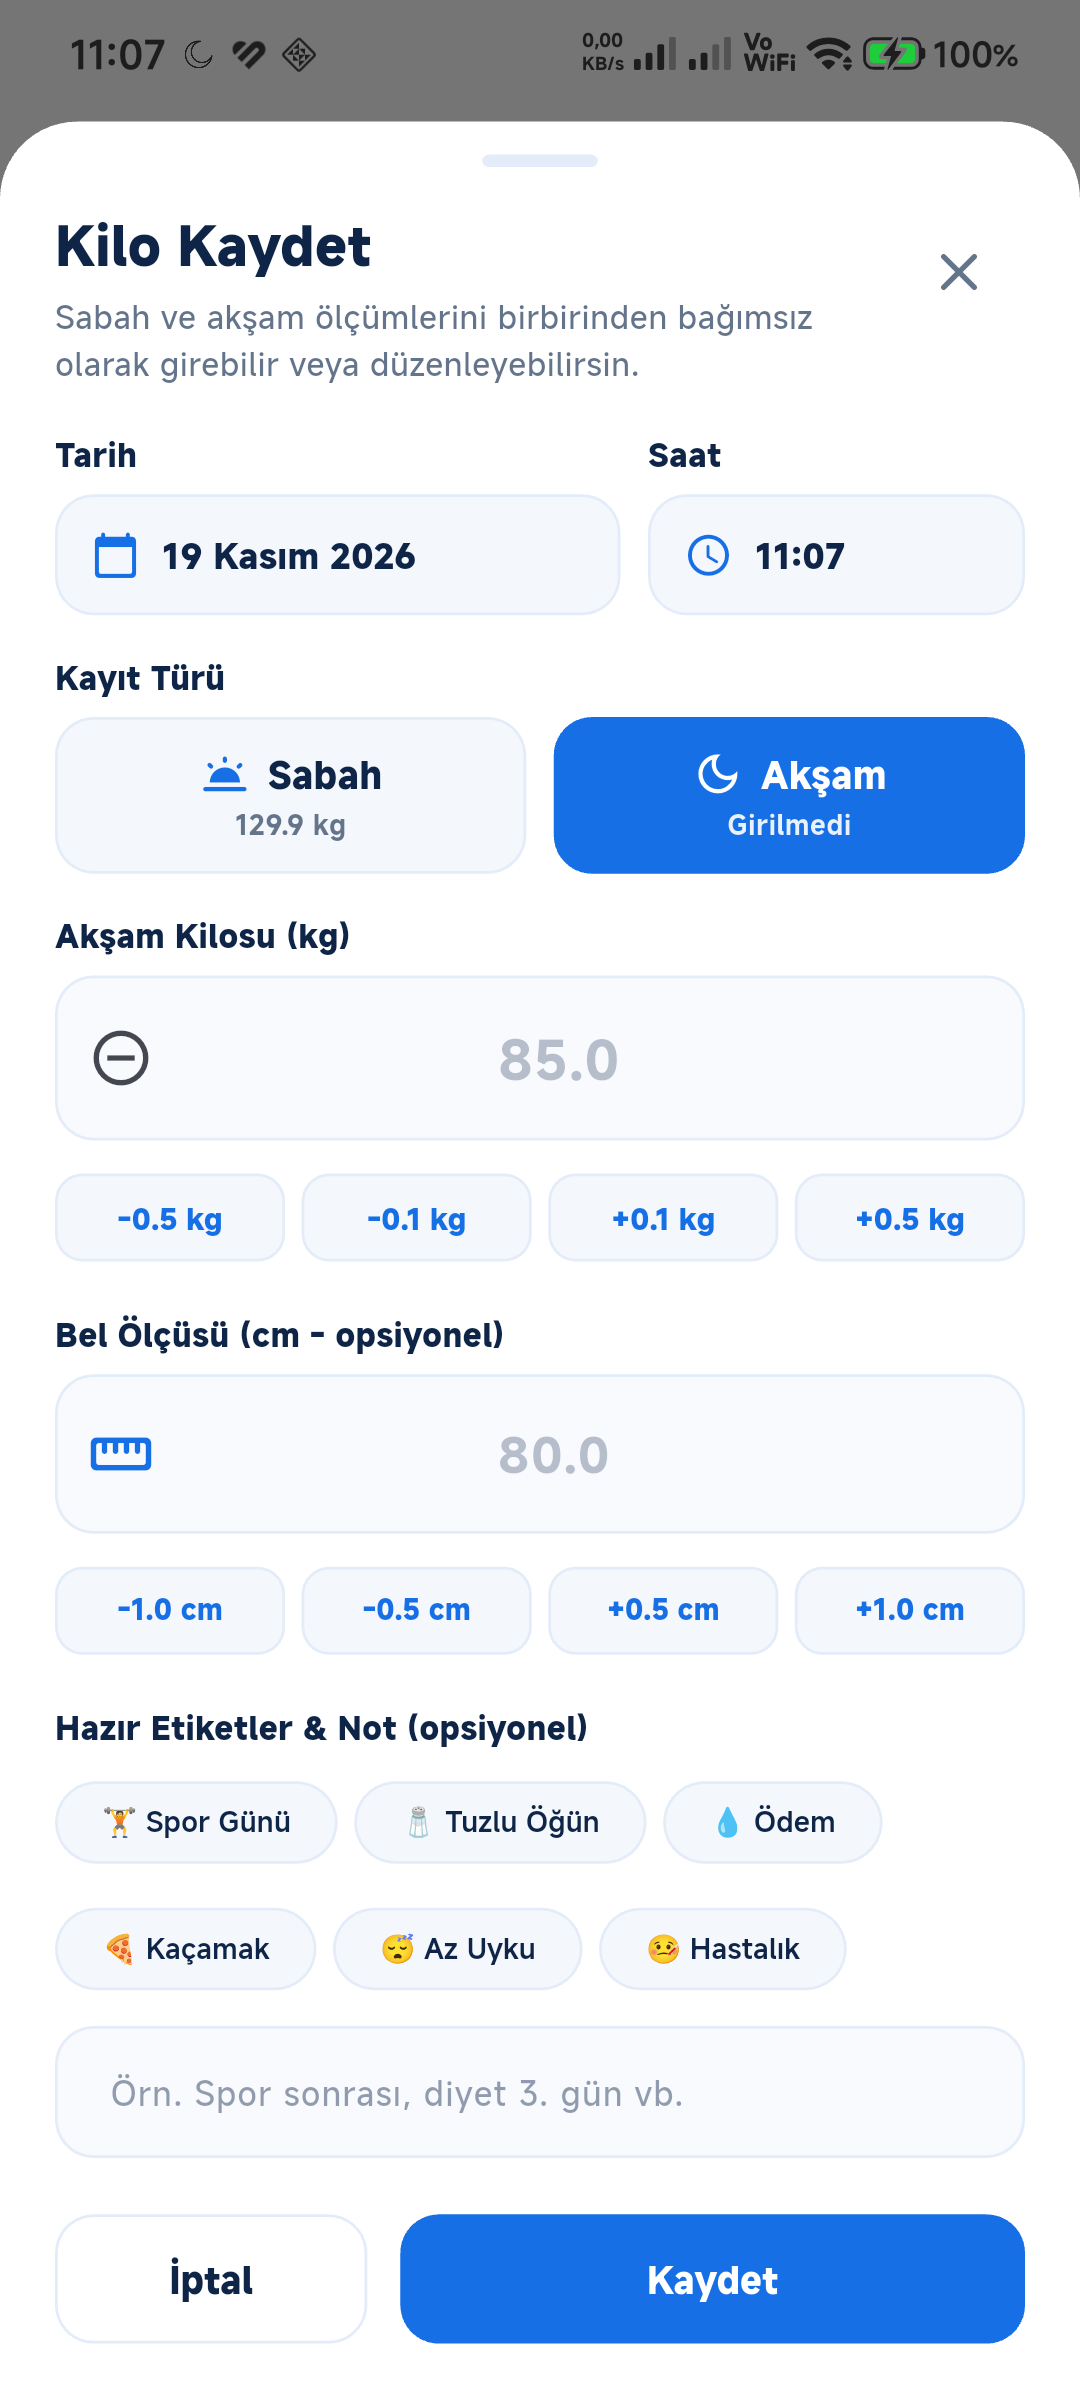 11:07
0,00 KB/s
Vo WiFi
100%
Kilo Kaydet
Sabah ve akşam ölçümlerini birbirinden bağımsız
olarak girebilir veya düzenleyebilirsin.
Tarih
Saat
19 Kasım 2026
11:07
Kayıt Türü
Sabah
129.9 kg
Akşam
Girilmedi
Akşam Kilosu (kg)
85.0
-0.5 kg
-0.1 kg
+0.1 kg
+0.5 kg
Bel Ölçüsü (cm - opsiyonel)
80.0
-1.0 cm
-0.5 cm
+0.5 cm
+1.0 cm
Hazır Etiketler & Not (opsiyonel)
🏋️ Spor Günü
🧂 Tuzlu Öğün
💧 Ödem
🍕 Kaçamak
😴 Az Uyku
🤒 Hastalık
Örn. Spor sonrası, diyet 3. gün vb.
İptal
Kaydet